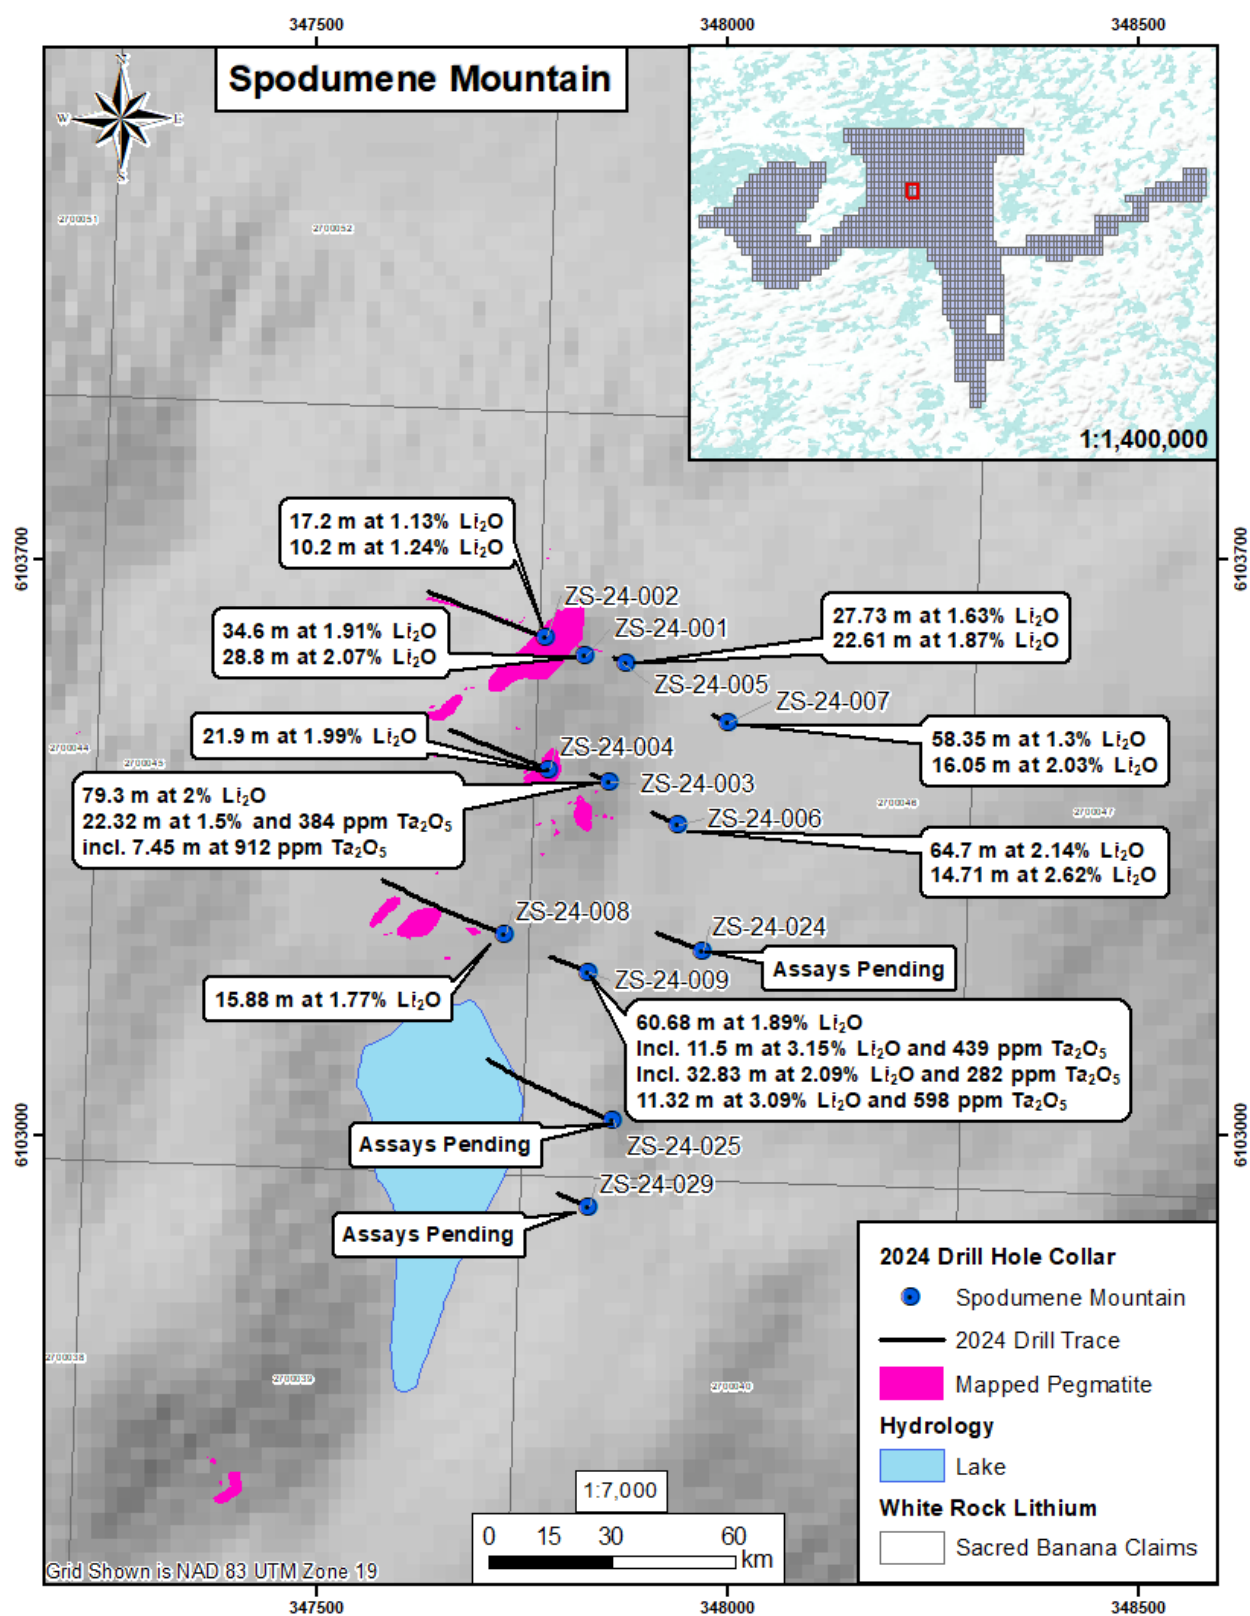 347500
348000
348500
Spodumene Mountain
N
W
E
S
2700051
2700052
1:1,400,000
6103700
6103700
17.2 m at 1.13% Li₂O
10.2 m at 1.24% Li₂O
ZS-24-002
34.6 m at 1.91% Li₂O
28.8 m at 2.07% Li₂O
ZS-24-001
27.73 m at 1.63% Li₂O
22.61 m at 1.87% Li₂O
ZS-24-005
ZS-24-007
21.9 m at 1.99% Li₂O
ZS-24-004
58.35 m at 1.3% Li₂O
16.05 m at 2.03% Li₂O
2700044
2700045
ZS-24-003
79.3 m at 2% Li₂O
22.32 m at 1.5% and 384 ppm Ta₂O₅
incl. 7.45 m at 912 ppm Ta₂O₅
2700046
2700047
ZS-24-006
64.7 m at 2.14% Li₂O
14.71 m at 2.62% Li₂O
ZS-24-008
ZS-24-024
Assays Pending
ZS-24-009
15.88 m at 1.77% Li₂O
60.68 m at 1.89% Li₂O
Incl. 11.5 m at 3.15% Li₂O and 439 ppm Ta₂O₅
Incl. 32.83 m at 2.09% Li₂O and 282 ppm Ta₂O₅
11.32 m at 3.09% Li₂O and 598 ppm Ta₂O₅
6103000
6103000
Assays Pending
ZS-24-025
ZS-24-029
Assays Pending
2700038
2700039
2700040
2024 Drill Hole Collar
Spodumene Mountain
2024 Drill Trace
Mapped Pegmatite
Hydrology
Lake
White Rock Lithium
Sacred Banana Claims
1:7,000
0 15 30 60
km
Grid Shown is NAD 83 UTM Zone 19
347500
348000
348500